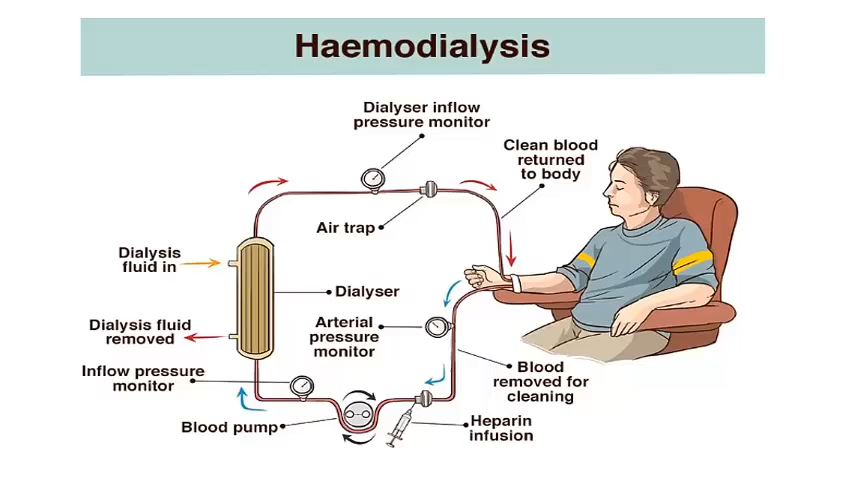 Haemodialysis
Dialyser inflow
pressure monitor
Clean blood
returned
to body
Air trap
Dialysis
fluid in
Dialyser
Dialysis fluid
removed
Arterial
pressure
monitor
Inflow pressure
monitor
Blood
removed for
cleaning
Blood pump
Heparin
infusion